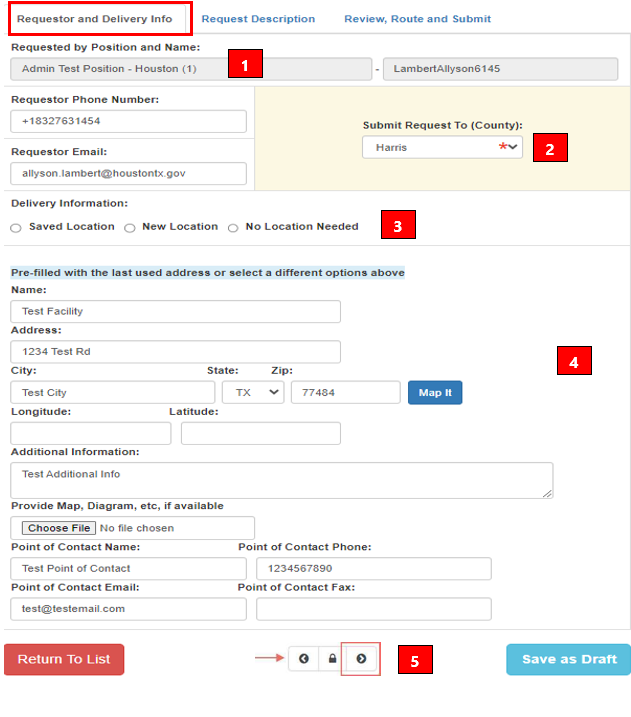 Requestor and Delivery Info Request Description Review, Route and Submit
Requested by Position and Name:
Admin Test Position - Houston (1) - LambertAllyson6145
1
Requestor Phone Number:
+18327631454
Submit Request To (County):
Harris *
2
Requestor Email:
allyson.lambert@houstontx.gov
Delivery Information:
Saved Location New Location No Location Needed
3
Pre-filled with the last used address or select a different options above
Name:
Test Facility
Address:
1234 Test Rd
4
City: State: Zip:
Test City TX 77484 Map It
Longitude: Latitude:
Additional Information:
Test Additional Info
Provide Map, Diagram, etc, if available
Choose File No file chosen
Point of Contact Name: Point of Contact Phone:
Test Point of Contact 1234567890
Point of Contact Email: Point of Contact Fax:
test@testemail.com
Return To List 5 Save as Draft